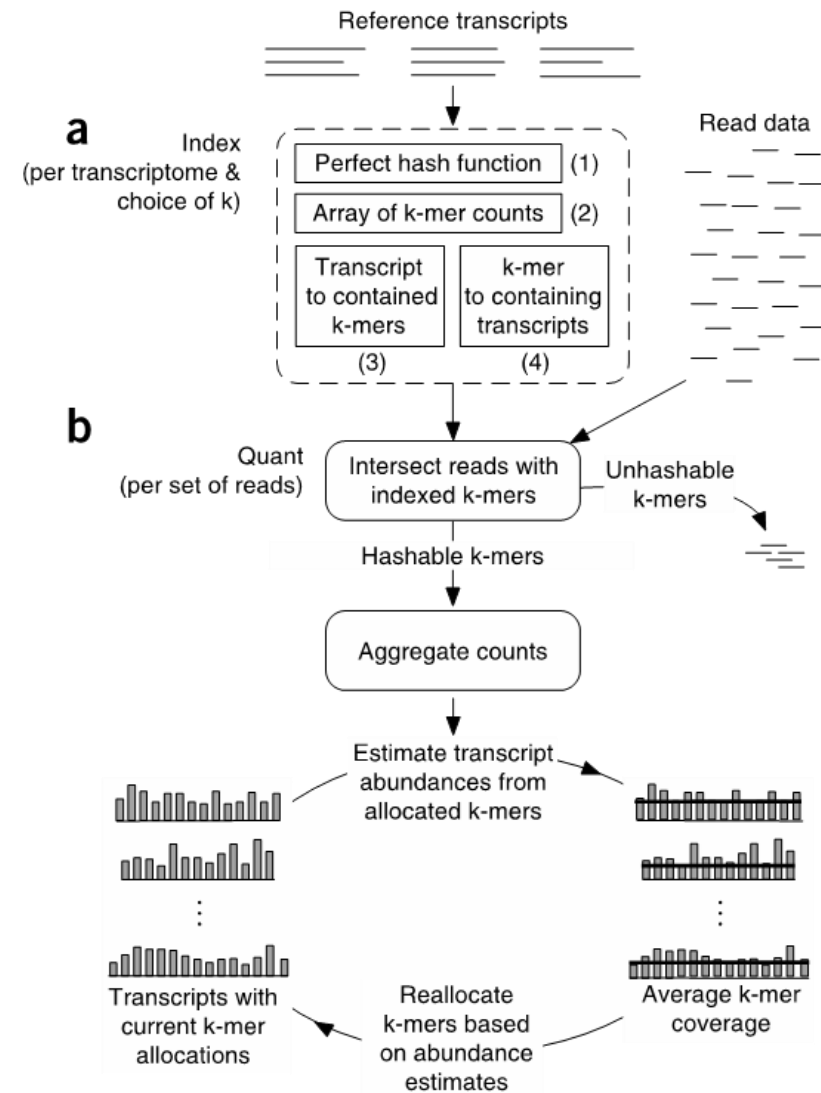 Reference transcripts
a
Index
(per transcriptome &
choice of k)
Perfect hash function
(1)
Array of k-mer counts
(2)
Transcript
to contained
k-mers
(3)
k-mer
to containing
transcripts
(4)
Read data
b
Quant
(per set of reads)
Intersect reads with
indexed k-mers
Unhashable
k-mers
Hashable k-mers
Aggregate counts
Estimate transcript
abundances from
allocated k-mers
Transcripts with
current k-mer
allocations
Reallocate
k-mers based
on abundance
estimates
Average k-mer
coverage